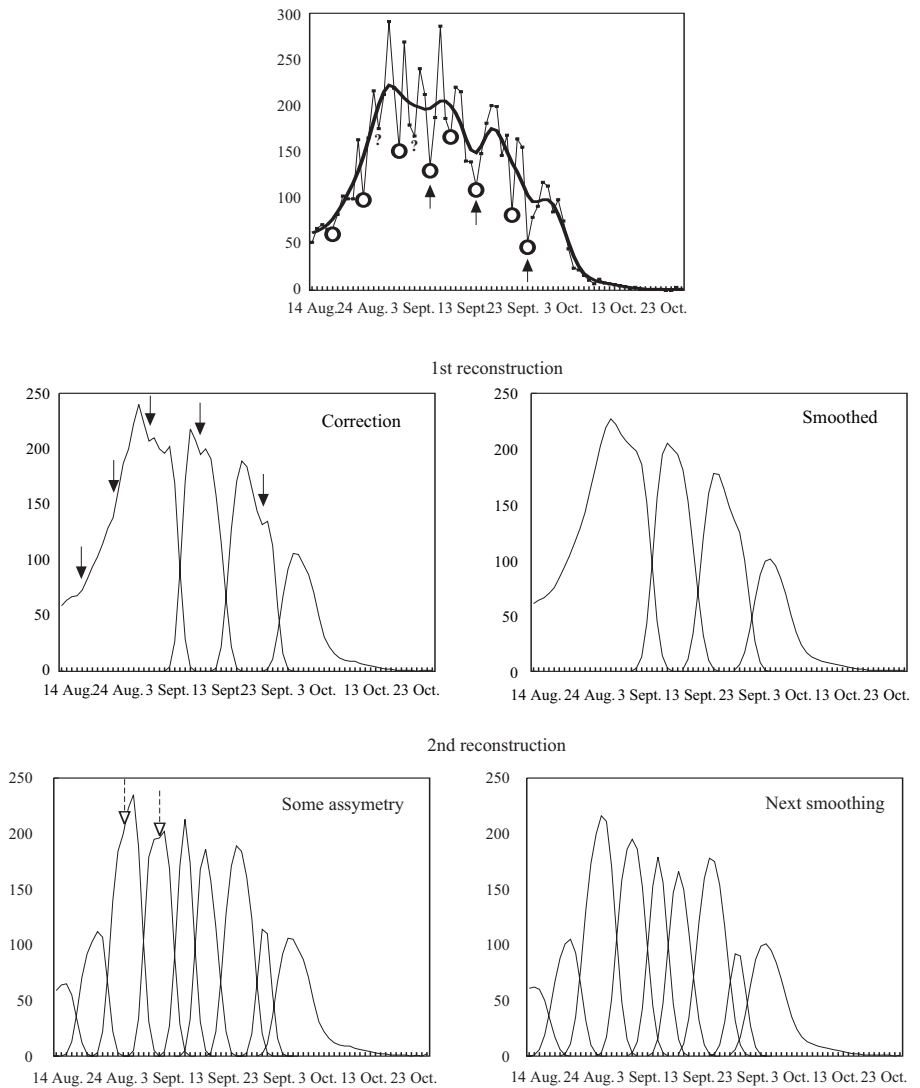 300
250
200
150
100
50
0
? ?
14 Aug.24 Aug. 3 Sept. 13 Sept.23 Sept. 3 Oct. 13 Oct. 23 Oct.
1st reconstruction
250
200
150
100
50
0
Correction
14 Aug.24 Aug. 3 Sept. 13 Sept.23 Sept. 3 Oct. 13 Oct. 23 Oct.
250
200
150
100
50
0
Smoothed
14 Aug. 24 Aug. 3 Sept. 13 Sept.23 Sept. 3 Oct. 13 Oct. 23 Oct.
2nd reconstruction
250
200
150
100
50
0
Some assymetry
14 Aug. 24 Aug. 3 Sept. 13 Sept.23 Sept. 3 Oct. 13 Oct. 23 Oct.
250
200
150
100
50
0
Next smoothing
14 Aug. 24 Aug. 3 Sept. 13 Sept.23 Sept. 3 Oct. 13 Oct. 23 Oct.